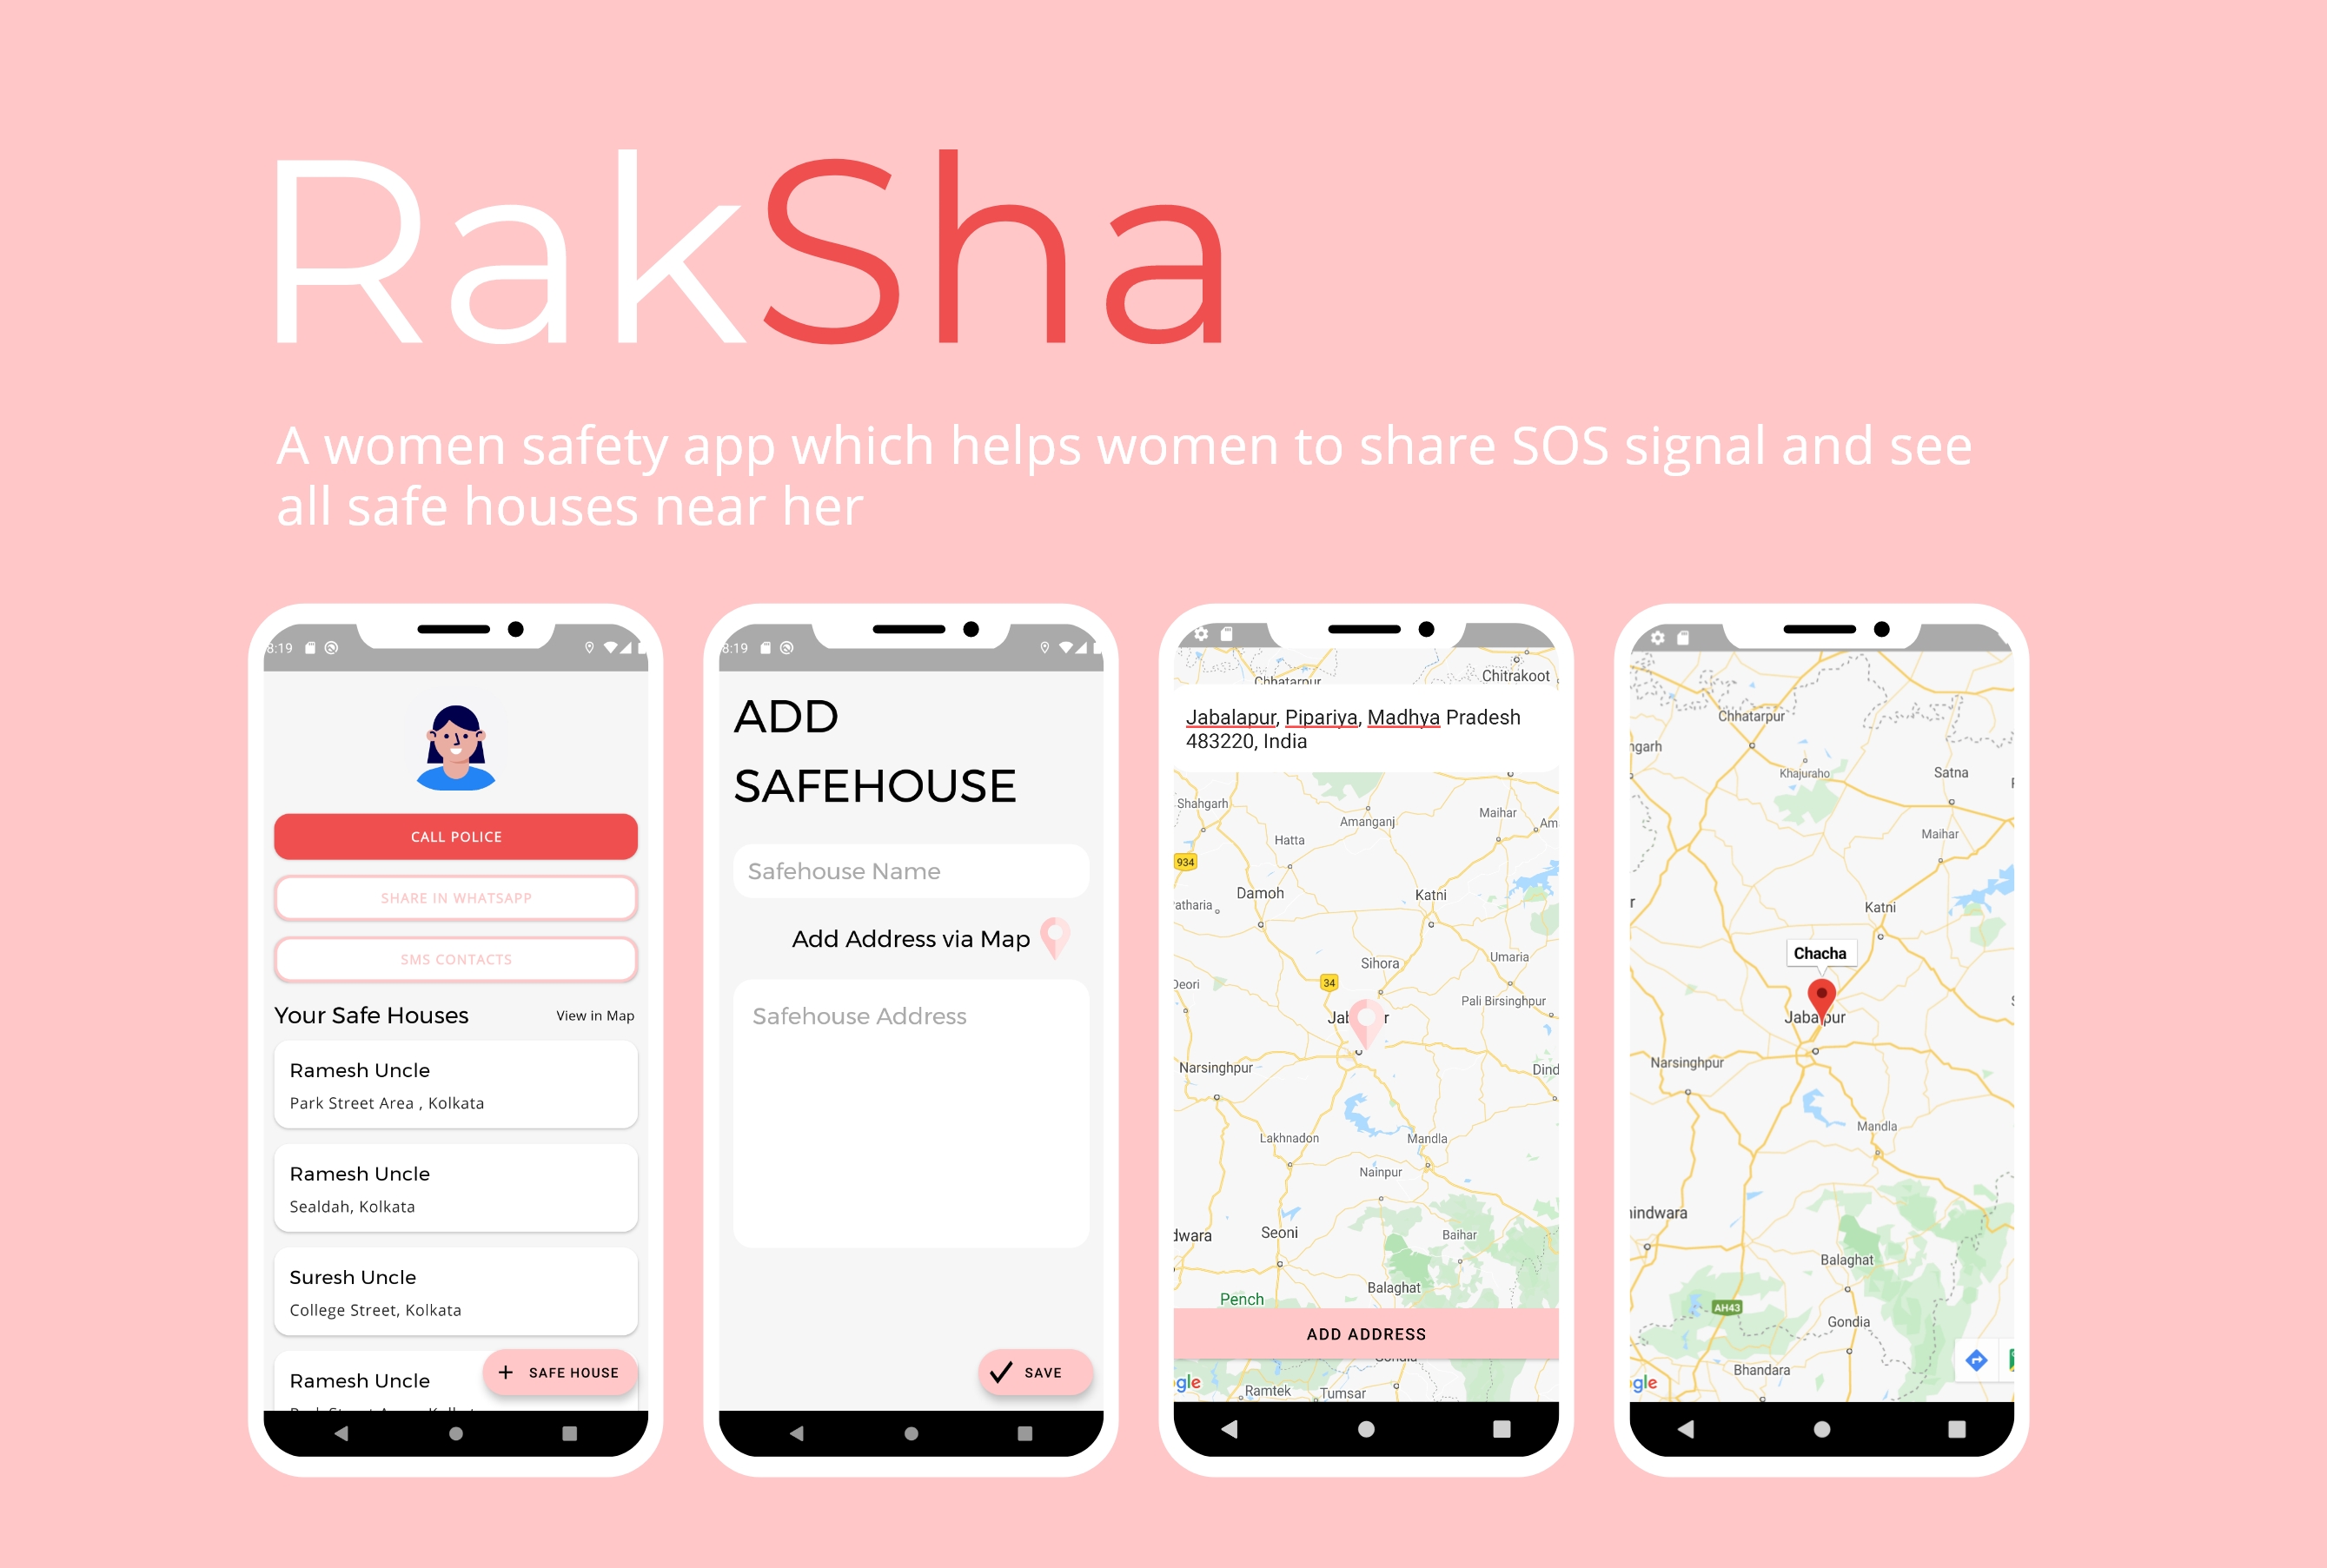 RakSha
A women safety app which helps women to share SOS signal and see
all safe houses near her
8:19
CALL POLICE
SHARE IN WHATSAPP
SMS CONTACTS
Your Safe Houses View in Map
Ramesh Uncle
Park Street Area , Kolkata
Ramesh Uncle
Sealdah, Kolkata
Suresh Uncle
College Street, Kolkata
Ramesh Uncle
+ SAFE HOUSE
8:19
ADD
SAFEHOUSE
Safehouse Name
Add Address via Map
Safehouse Address
SAVE
Chhatarpur
Chitrakoot
Jabalapur, Pipariya, Madhya Pradesh
483220, India
Shahgarh
Maihar
Amanganj
Am
Hatta
934
Damoh
Katni
atharia
Sihora
Umaria
34
Deori
Pali Birsinghpur
Jab r
Narsinghpur
Dind
Lakhnadon
Mandla
Nainpur
Seoni
dwara
Baihar
Balaghat
Pench
ADD ADDRESS
Gondia
gle
Ramtek
Tumsar
Chhatarpur
ngarh
Khajuraho
Satna
Maihar
r
Katni
Chacha
Jabalpur
Narsinghpur
Mandla
hindwara
Balaghat
AH43
Gondia
Bhandara
gle